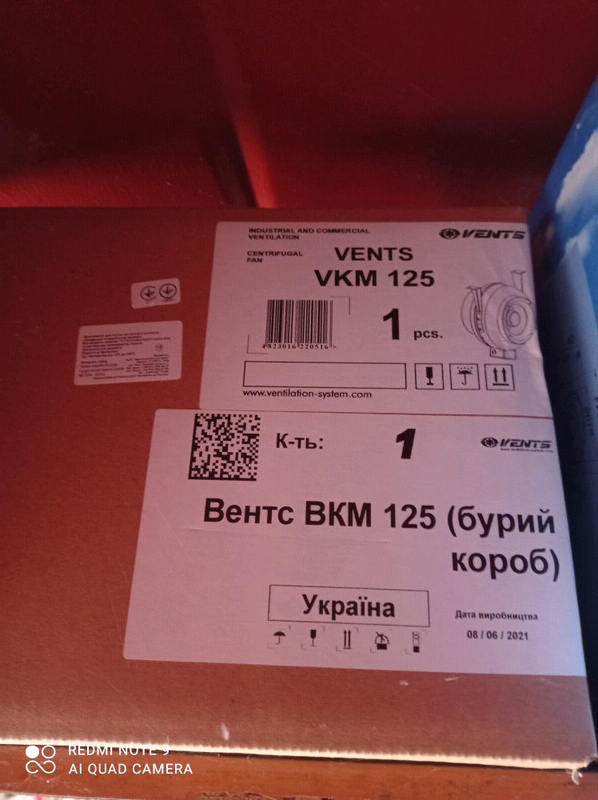 INDUSTRIAL AND COMMERCIAL
VENTILATION
VENTS
CENTRIFUGAL
FAN
VENTS
VKM 125
4823016220516
1 pcs.
www.ventilation-system.com
К-ть: 1
VENTS
Вентс ВКМ 125 (бурий
короб)
Україна
Дата виробництва
08 / 06 / 2021
REDMI NOTE 9
AI QUAD CAMERA